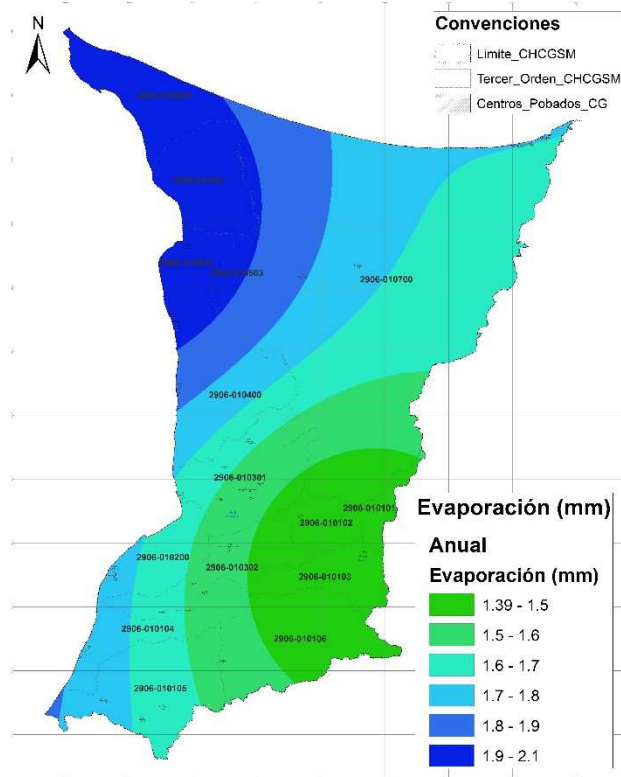 N
Convenciones
Limite_CHCGSM
Tercer_Orden_CHCGSM
Centros_Pobados_CG
2906-010700
2906-010400
2906-010301
2906-010101
2906-010102
2906-010200
2906-010302
2906-010103
2906-010104
2906-010106
2906-010105
Evaporación (mm)
Anual
Evaporación (mm)
1.39 - 1.5
1.5 - 1.6
1.6 - 1.7
1.7 - 1.8
1.8 - 1.9
1.9 - 2.1